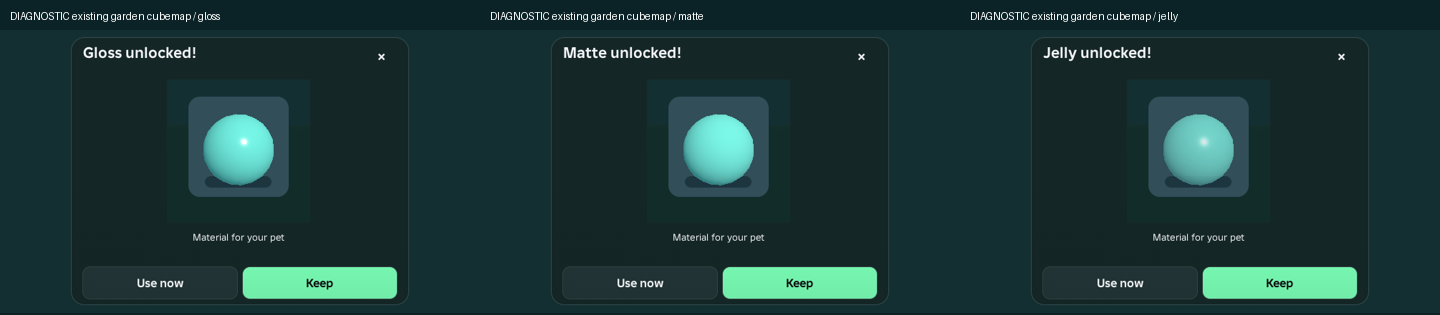 DIAGNOSTIC existing garden cubemap / gloss
Gloss unlocked!
×
Material for your pet
Use now
Keep
DIAGNOSTIC existing garden cubemap / matte
Matte unlocked!
×
Material for your pet
Use now
Keep
DIAGNOSTIC existing garden cubemap / jelly
Jelly unlocked!
×
Material for your pet
Use now
Keep